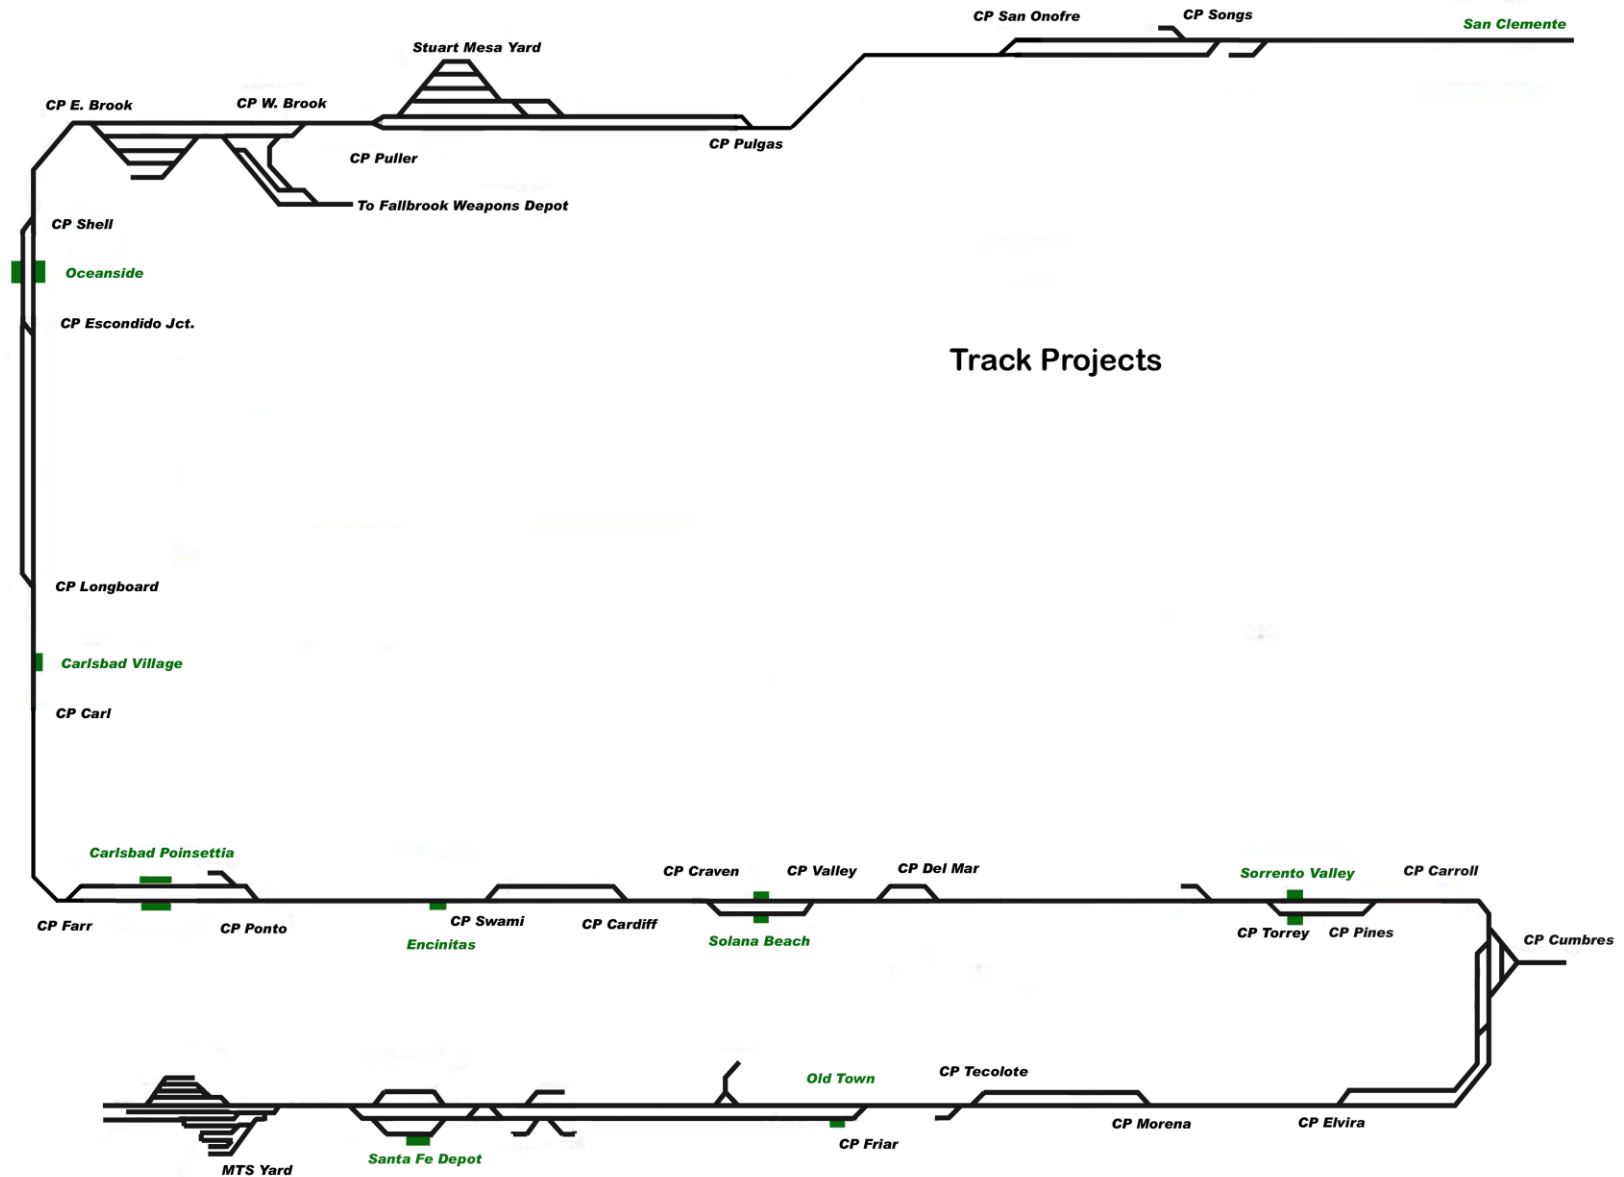 CP San Onofre
CP Songs
San Clemente
Stuart Mesa Yard
CP E. Brook
CP W. Brook
CP Pulgas
CP Puller
To Fallbrook Weapons Depot
CP Shell
Oceanside
CP Escondido Jct.
Track Projects
CP Longboard
Carlsbad Village
CP Carl
Carlsbad Poinsettia
CP Craven
CP Valley
CP Del Mar
Sorrento Valley
CP Carroll
CP Farr
CP Ponto
CP Swami
CP Cardiff
Encinitas
Solana Beach
CP Torrey
CP Pines
CP Cumbres
CP Tecolote
Old Town
CP Morena
CP Elvira
CP Friar
Santa Fe Depot
MTS Yard